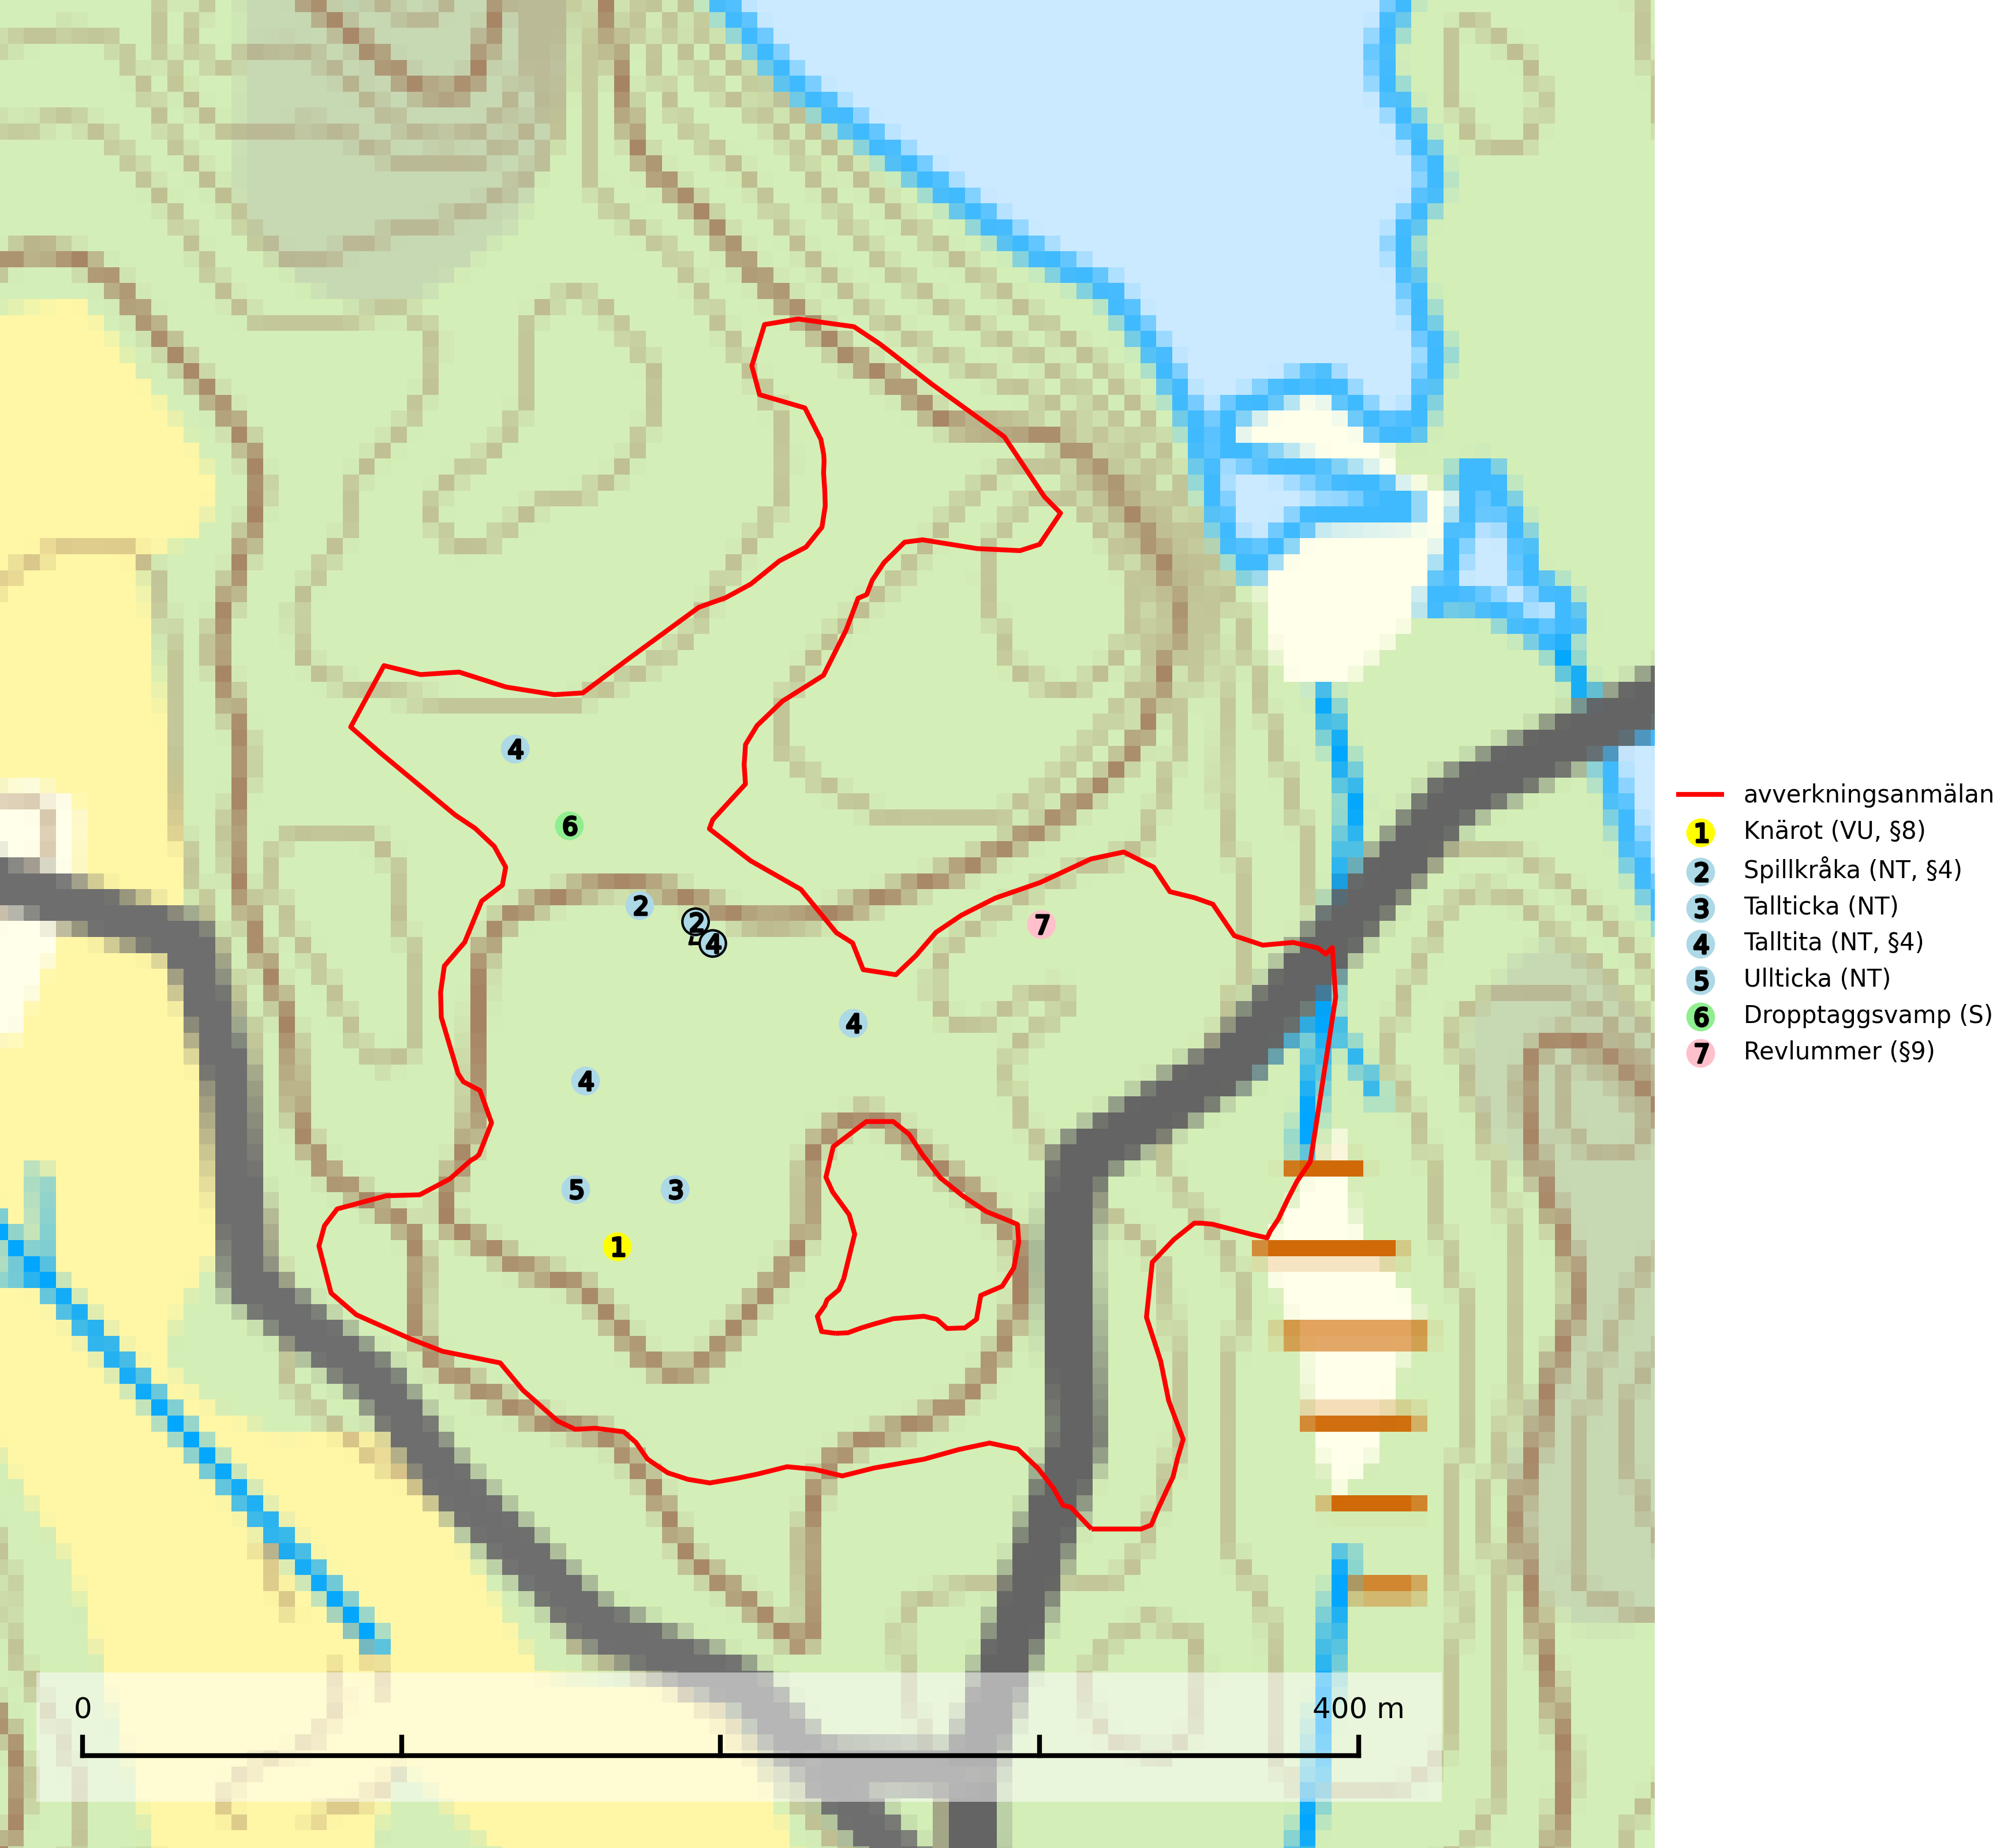 4
6
2
2
4
7
4
4
5
3
1
avverkningsanmälan
1 Knärot (VU, §8)
2 Spillkråka (NT, §4)
3 Tallticka (NT)
4 Talltita (NT, §4)
5 Ullticka (NT)
6 Dropptaggsvamp (S)
7 Revlummer (§9)
0 400 m